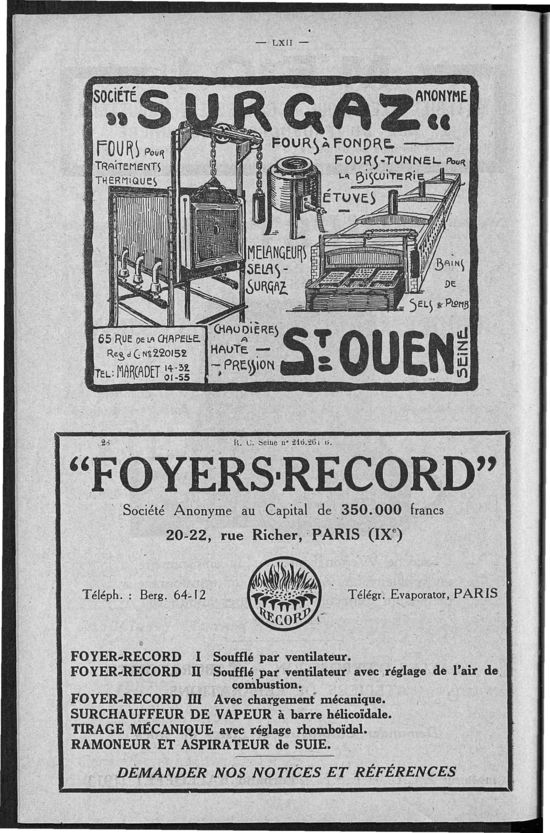 — LXII —
SOCIÉTÉ ANONYME
„SURGAZ“
FOURS POUR
TRAITEMENTS
THERMIQUES
FOURS À FONDRE
FOURS-TUNNEL POUR
LA BISCUITERIE
ÉTUVES
MELANGEURS
SELAS-
SURGAZ
BAINS
DE
SELS & PLOMB
65 RUE DE LA CHAPELLE
REG. d C Nº 220152
TEL: MARCADET 14-32
01-55
CHAUDIÈRES
A
HAUTE —
— PRESSION
ST OUEN
SEINE
R. C. Seine nº
“FOYERS-RECORD”
Société Anonyme au Capital de 350.000 francs
20-22, rue Richer, PARIS (IXe)
Téléph. : Berg. 64-12
RECORD
Télégr. Evaporator, PARIS
FOYER-RECORD I Soufflé par ventilateur.
FOYER-RECORD II Soufflé par ventilateur avec réglage de l'air de
combustion.
FOYER-RECORD III Avec chargement mécanique.
SURCHAUFFEUR DE VAPEUR à barre hélicoïdale.
TIRAGE MÉCANIQUE avec réglage rhomboïdal.
RAMONEUR ET ASPIRATEUR de SUIE.
DEMANDER NOS NOTICES ET RÉFÉRENCES